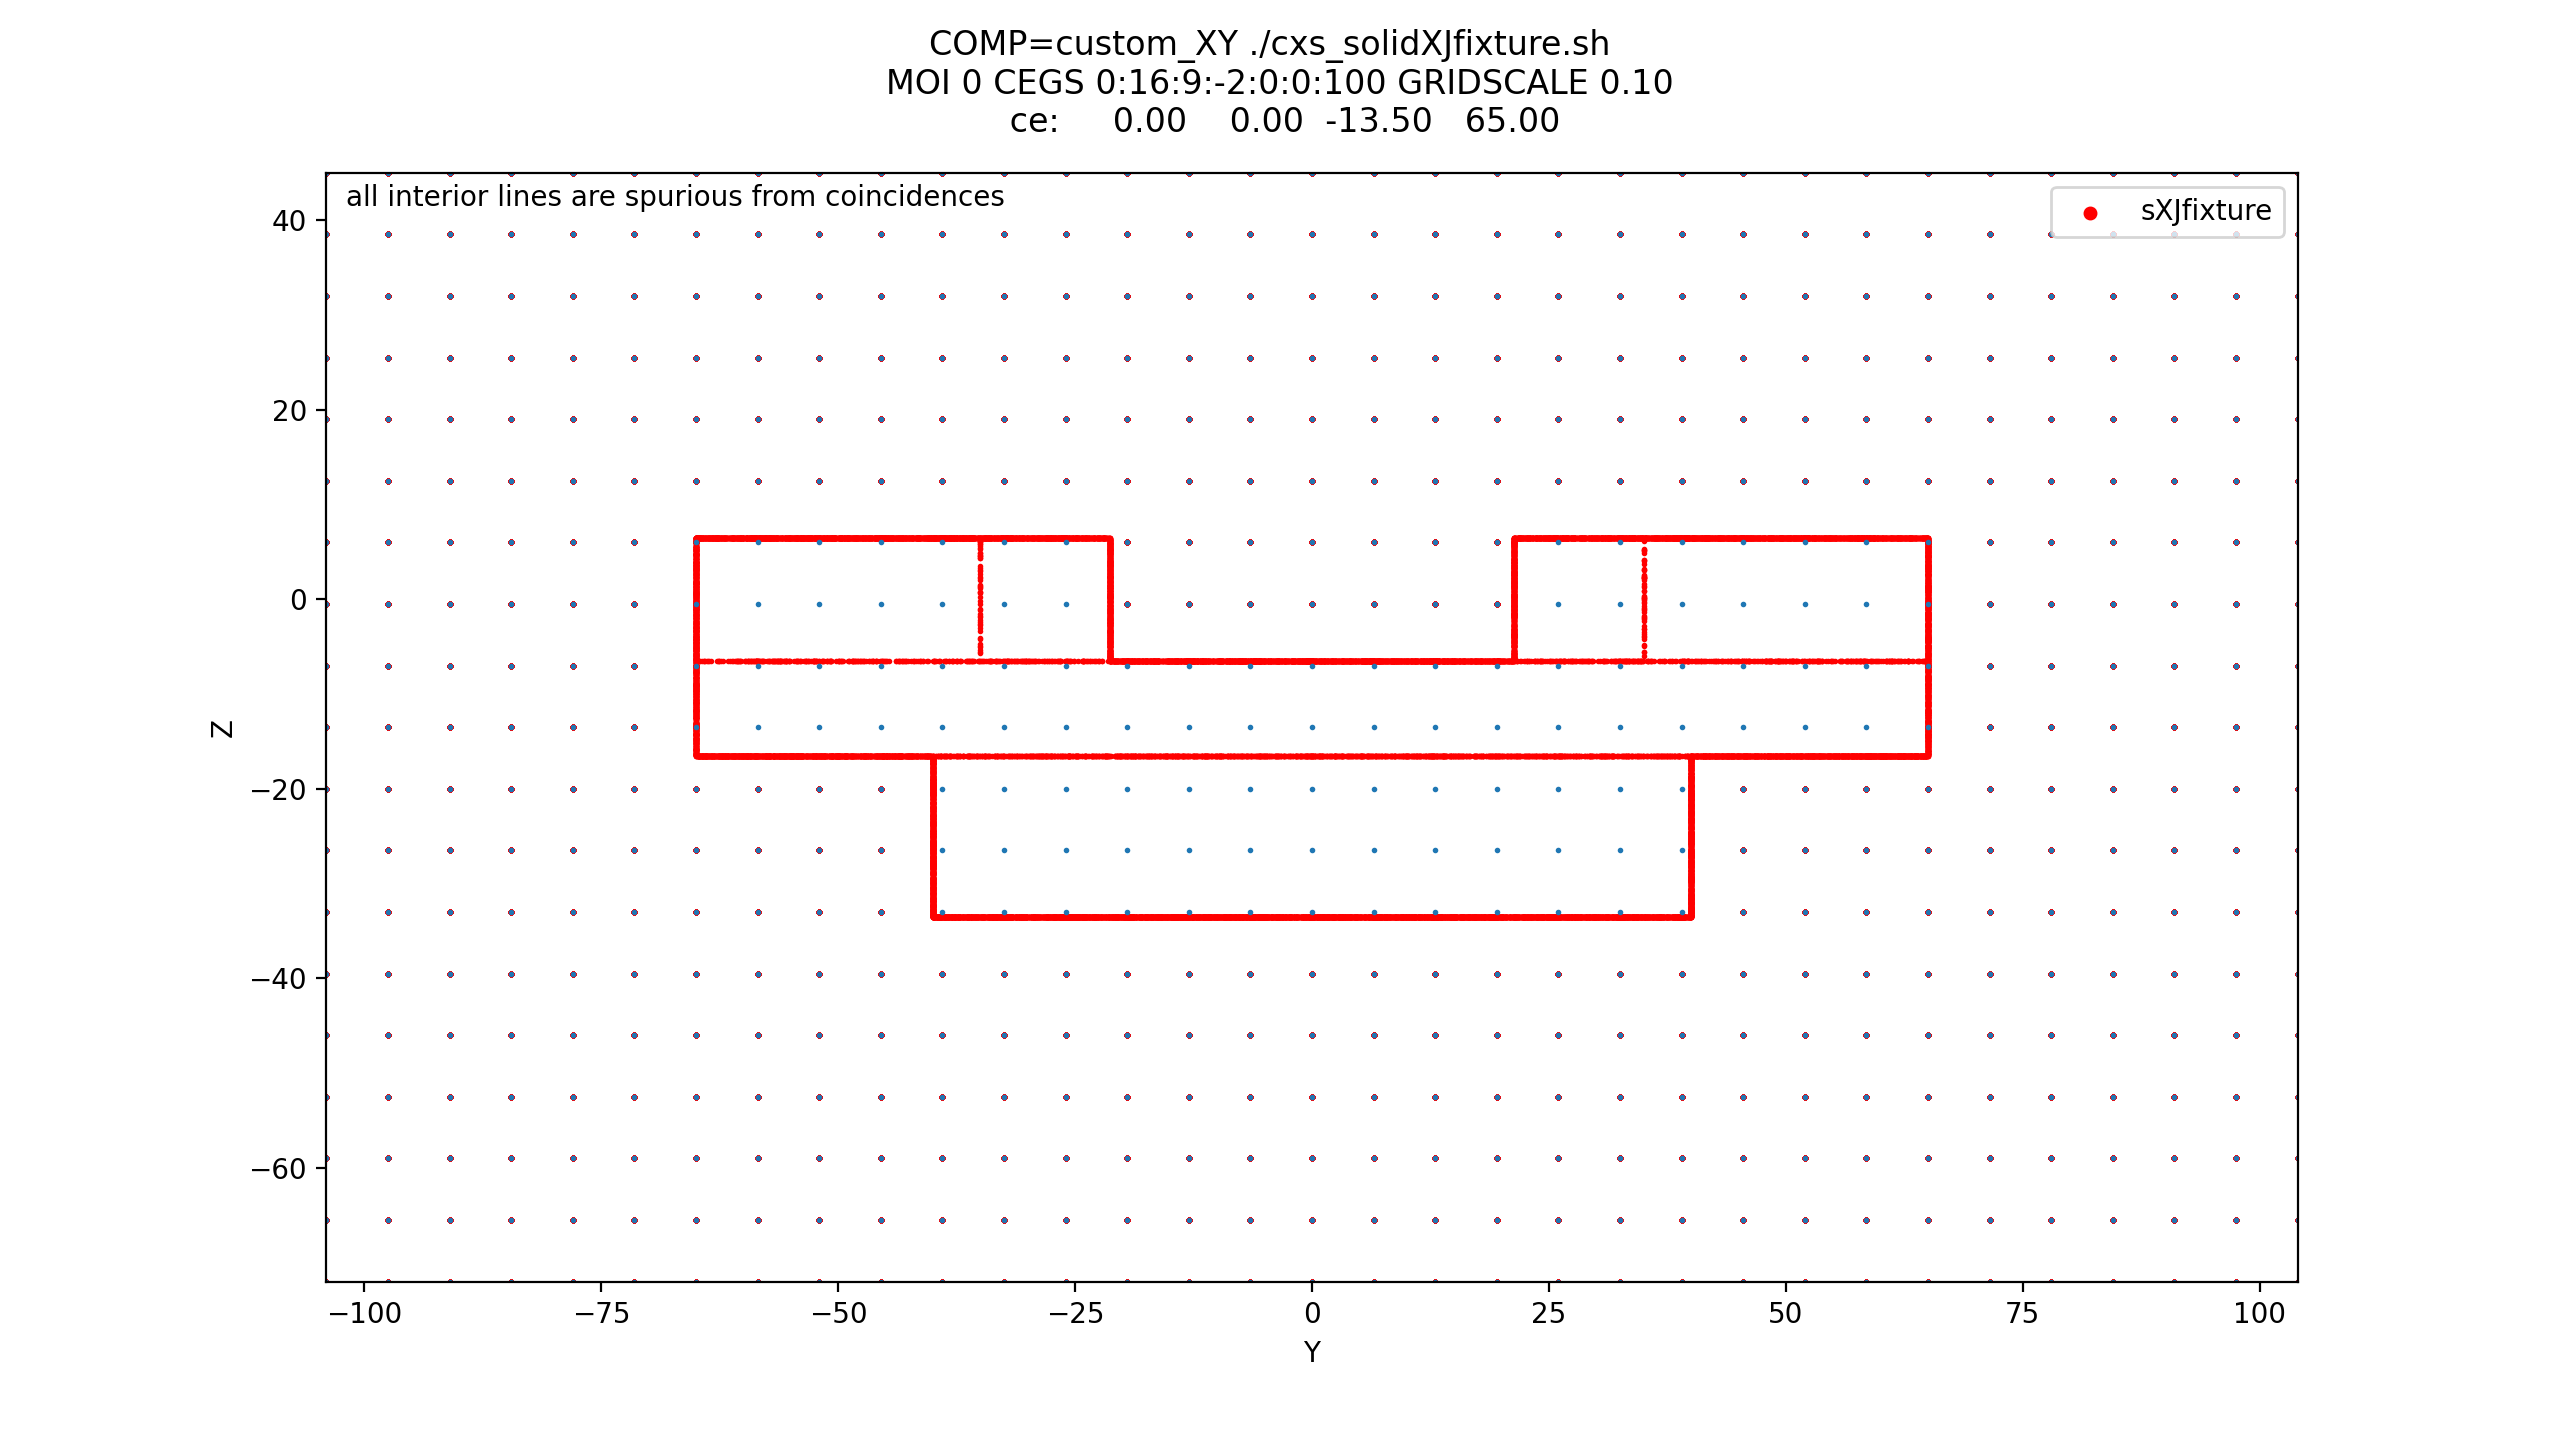 COMP=custom_XY ./cxs_solidXJfixture.sh
MOI 0 CEGS 0:16:9:-2:0:0:100 GRIDSCALE 0.10
ce: 0.00 0.00 -13.50 65.00
all interior lines are spurious from coincidences
sXJfixture
40
20
0
−20
−40
−60
Z
−100
−75
−50
−25
0
25
50
75
100
Y